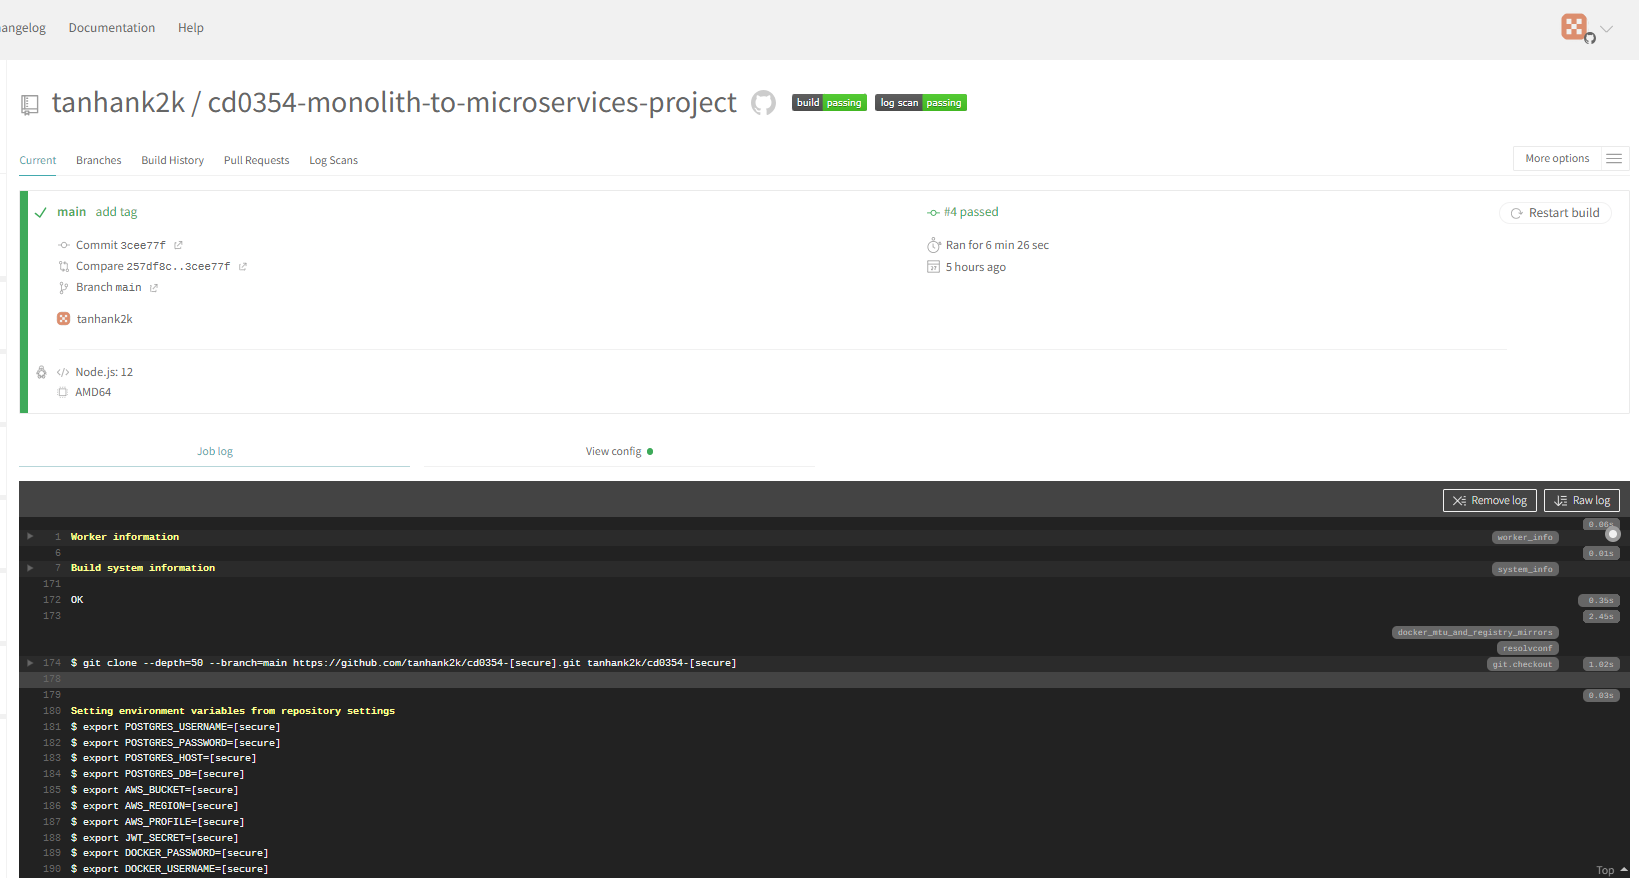 angelog Documentation Help
tanhank2k / cd0354-monolith-to-microservices-project build passing log scan passing
Current Branches Build History Pull Requests Log Scans More options
main add tag #4 passed Restart build
Commit 3cee77f Ran for 6 min 26 sec
Compare 257df8c..3cee77f 5 hours ago
Branch main
tanhank2k
Node.js: 12
AMD64
Job log View config
Remove log Raw log
0.06s
1 Worker information worker_info
6 0.01s
7 Build system information system_info
171
172 OK 0.35s
173 2.45s
docker_mtu_and_registry_mirrors
resolvconf
174 $ git clone --depth=50 --branch=main https://github.com/tanhank2k/cd0354-[secure].git tanhank2k/cd0354-[secure] git.checkout 1.02s
178
179 0.03s
180 Setting environment variables from repository settings
181 $ export POSTGRES_USERNAME=[secure]
182 $ export POSTGRES_PASSWORD=[secure]
183 $ export POSTGRES_HOST=[secure]
184 $ export POSTGRES_DB=[secure]
185 $ export AWS_BUCKET=[secure]
186 $ export AWS_REGION=[secure]
187 $ export AWS_PROFILE=[secure]
188 $ export JWT_SECRET=[secure]
189 $ export DOCKER_PASSWORD=[secure]
190 $ export DOCKER_USERNAME=[secure]
Top